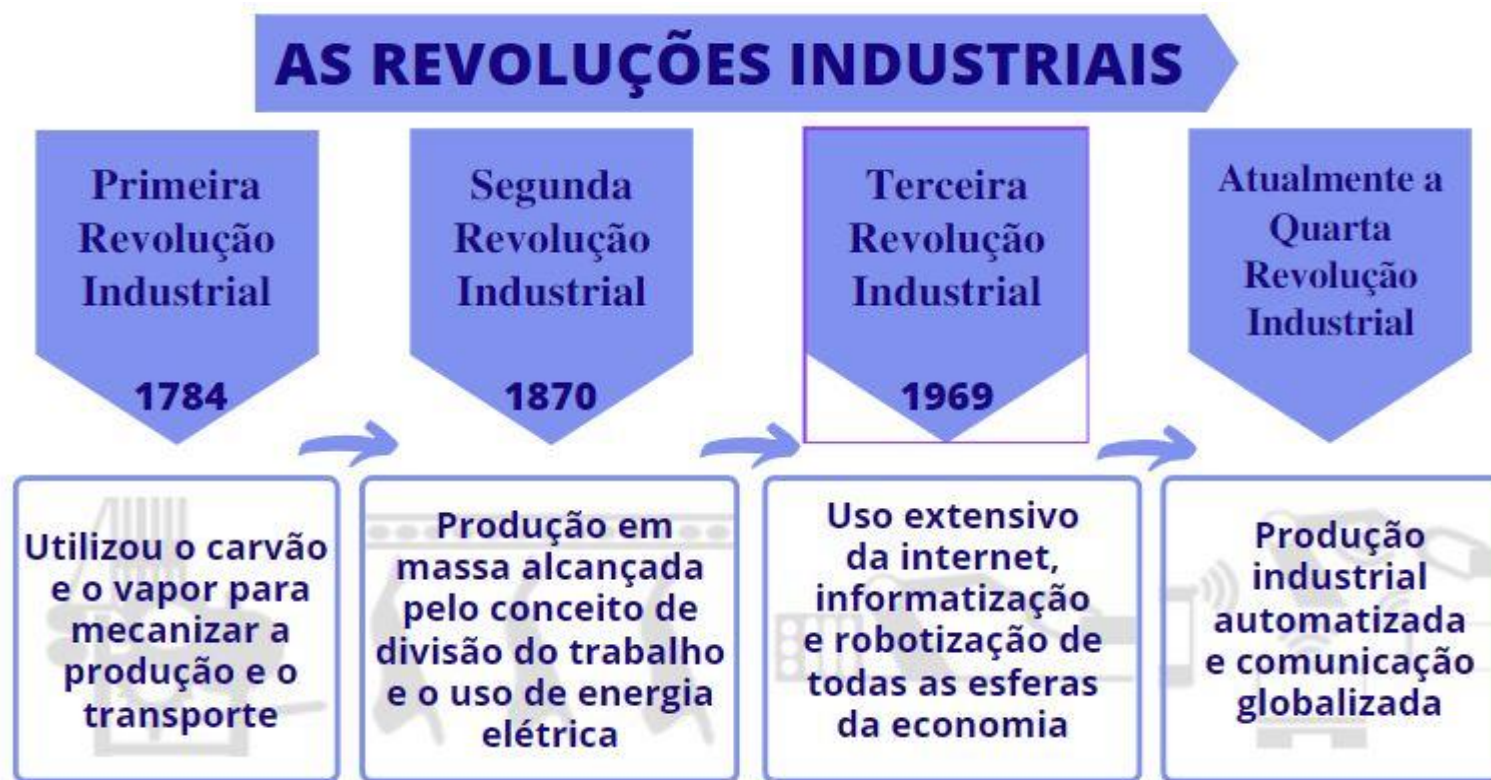 AS REVOLUÇÕES INDUSTRIAIS
Primeira
Revolução
Industrial
1784
Utilizou o carvão
e o vapor para
mecanizar a
produção e o
transporte
Segunda
Revolução
Industrial
1870
Produção em
massa alcançada
pelo conceito de
divisão do trabalho
e o uso de energia
elétrica
Terceira
Revolução
Industrial
1969
Uso extensivo
da internet,
informatização
e robotização de
todas as esferas
da economia
Atualmente a
Quarta
Revolução
Industrial
Produção
industrial
automatizada
e comunicação
globalizada